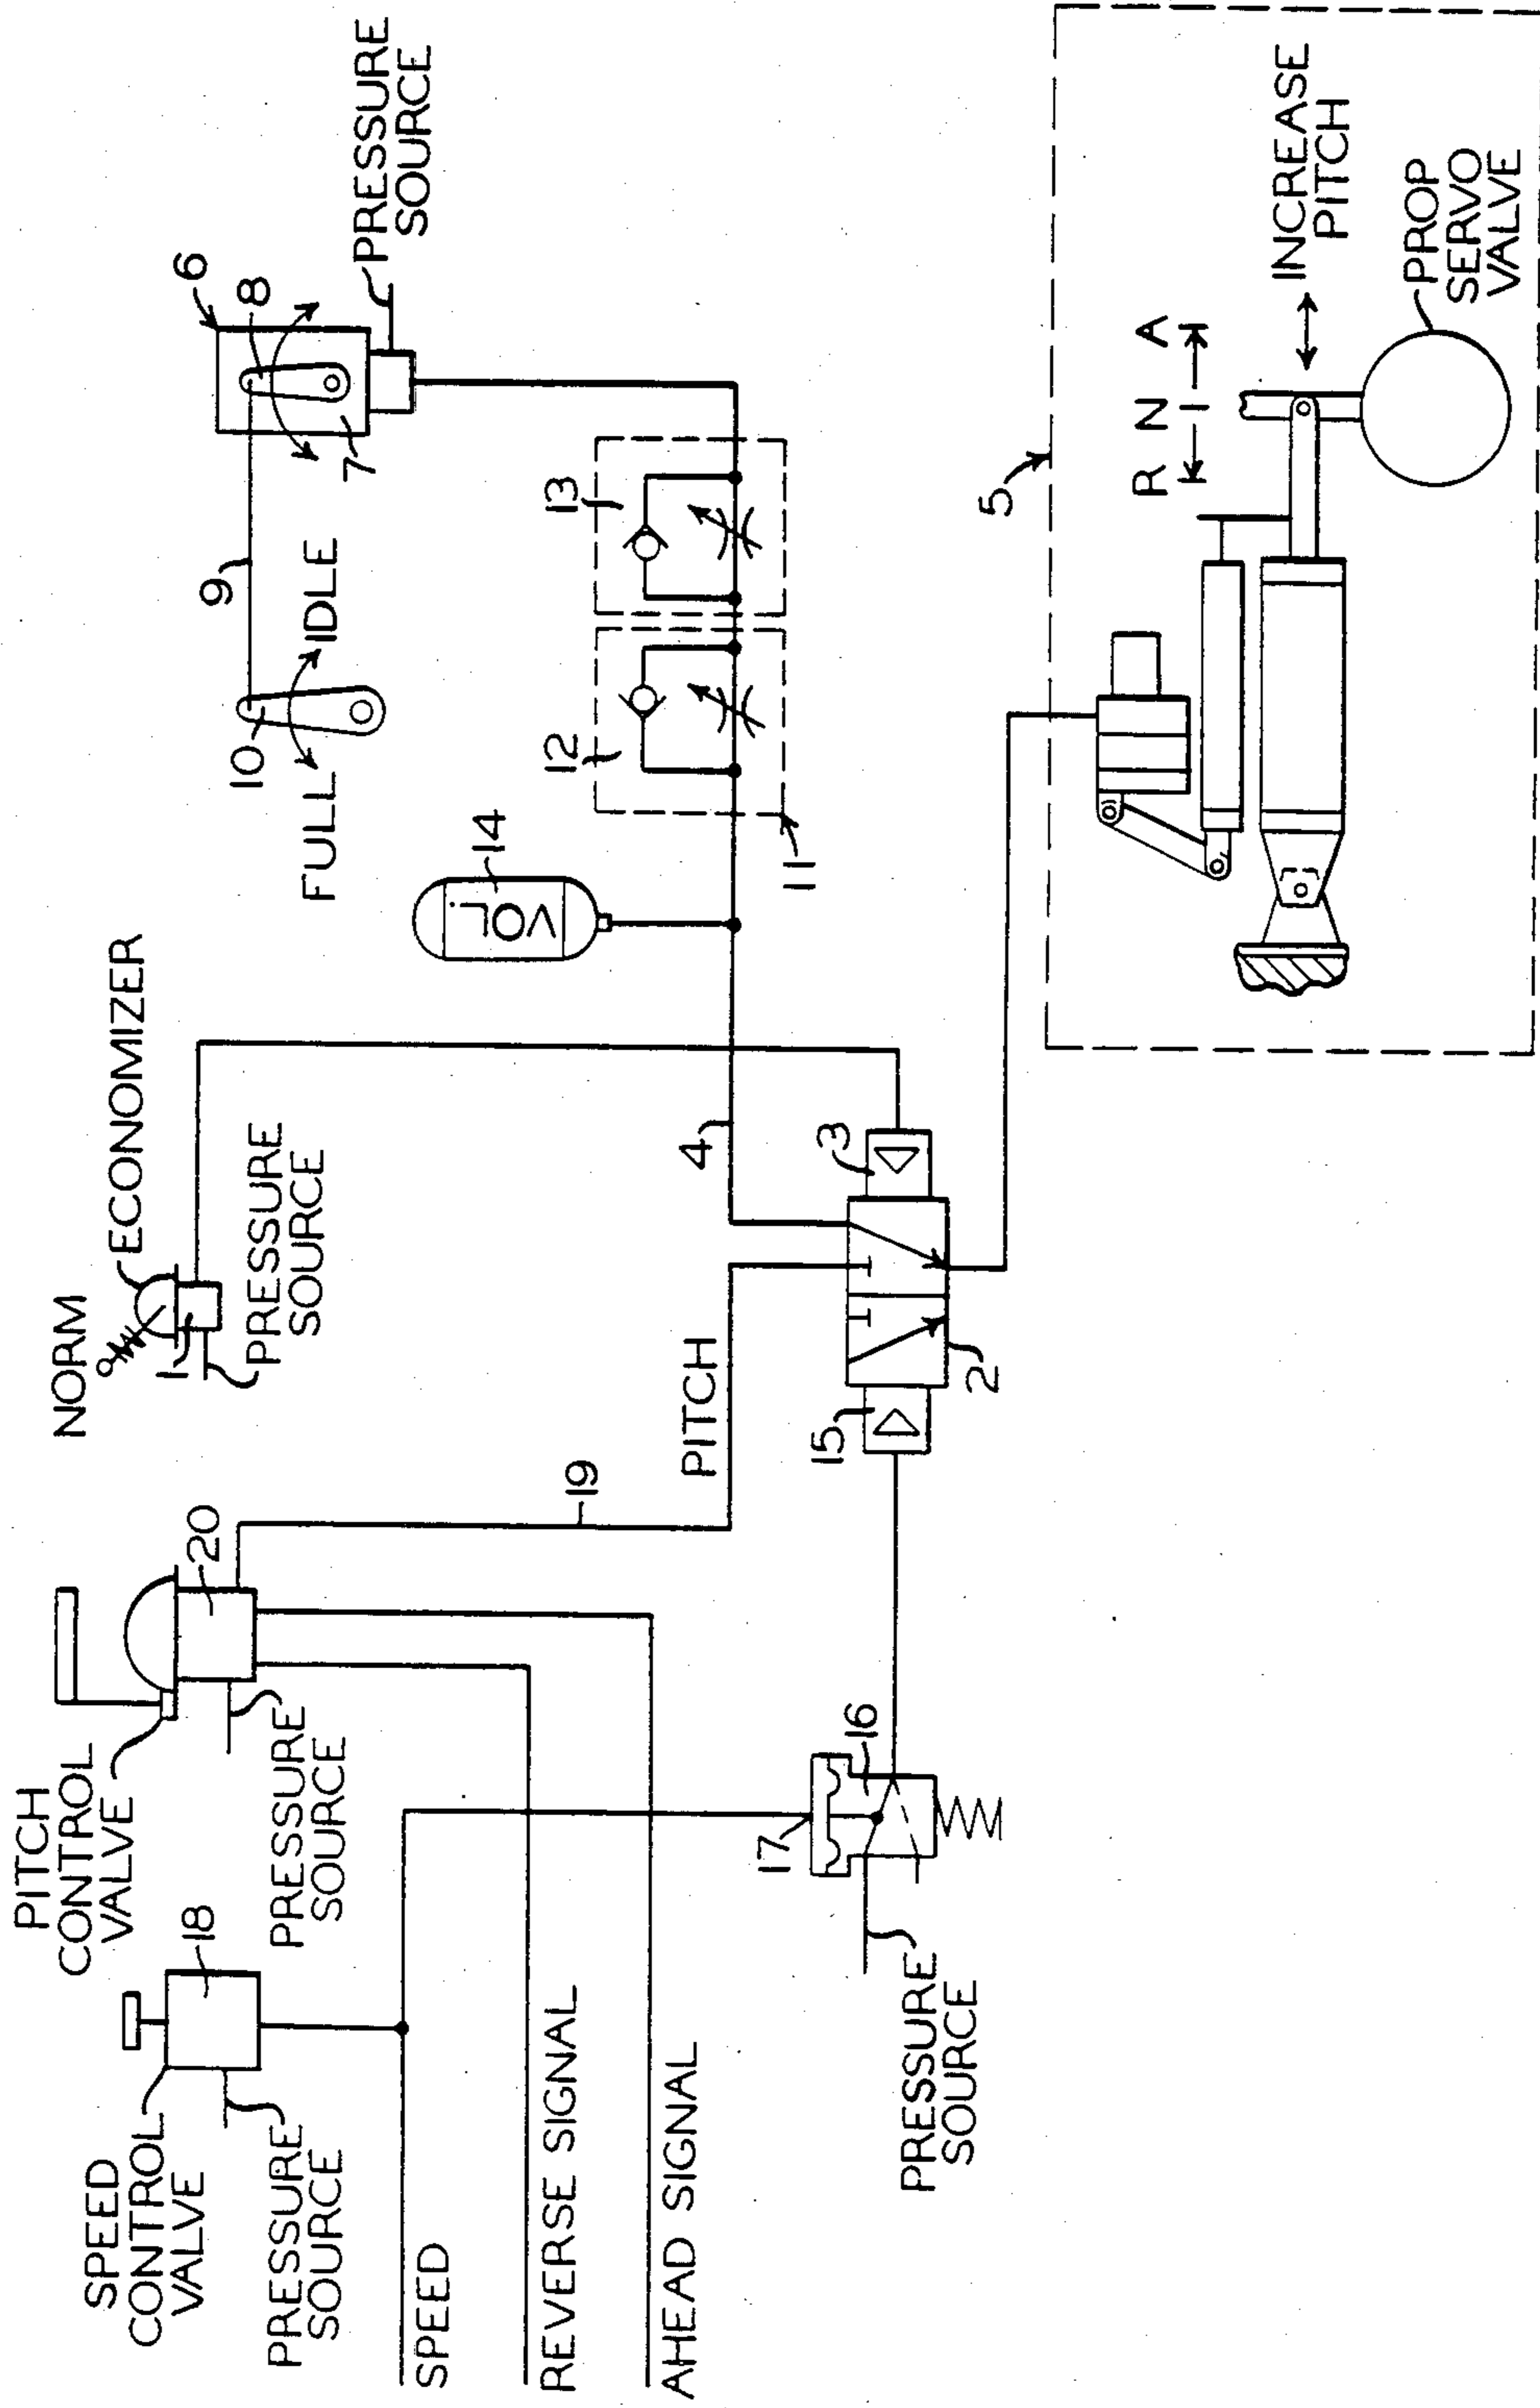 SPEED
CONTROL
VALVE
18
PRESSURE
SOURCE
PITCH
CONTROL
VALVE
20
PRESSURE
SOURCE
NORM
ECONOMIZER
1
PRESSURE
SOURCE
FULL
IDLE
10
9
6
8
7
PRESSURE
SOURCE
SPEED
REVERSE SIGNAL
AHEAD SIGNAL
19
PITCH
4
VOL.
14
12
13
11
17
16
PRESSURE
SOURCE
15
2
3
5
R N A
INCREASE
PITCH
PROP
SERVO
VALVE